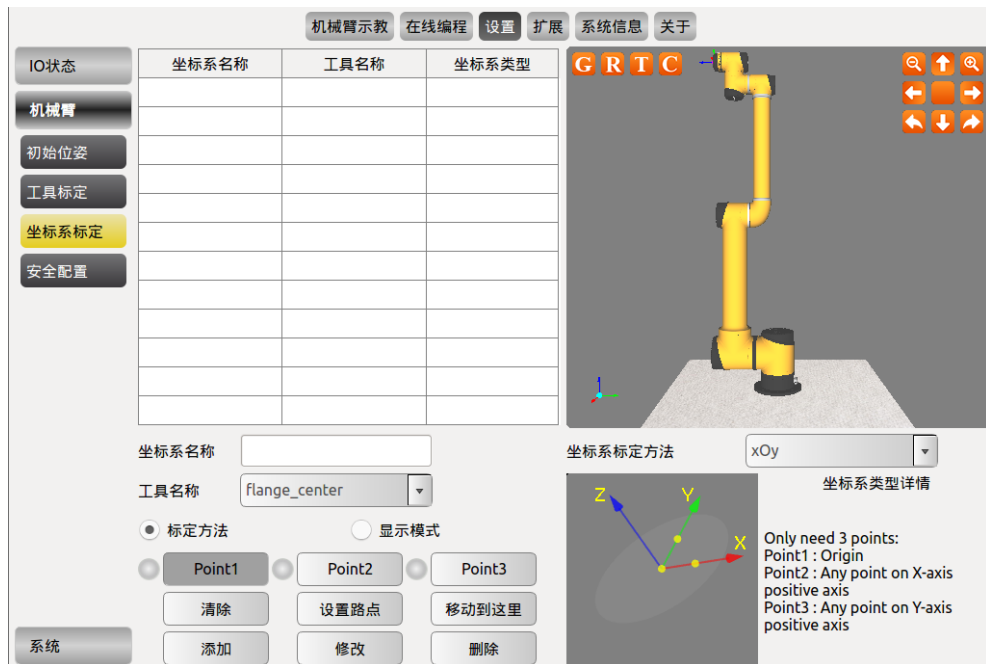 机械臂示教 在线编程 设置 扩展 系统信息 关于
IO状态
机械臂
初始位姿
工具标定
坐标系标定
安全配置
系统
坐标系名称 工具名称 坐标系类型
G R T C
坐标系名称
工具名称 flange_center
标定方法 显示模式
Point1 Point2 Point3
清除 设置路点 移动到这里
添加 修改 删除
坐标系标定方法 xOy
坐标系类型详情
Z Y X
Only need 3 points:
Point1 : Origin
Point2 : Any point on X-axis
positive axis
Point3 : Any point on Y-axis
positive axis